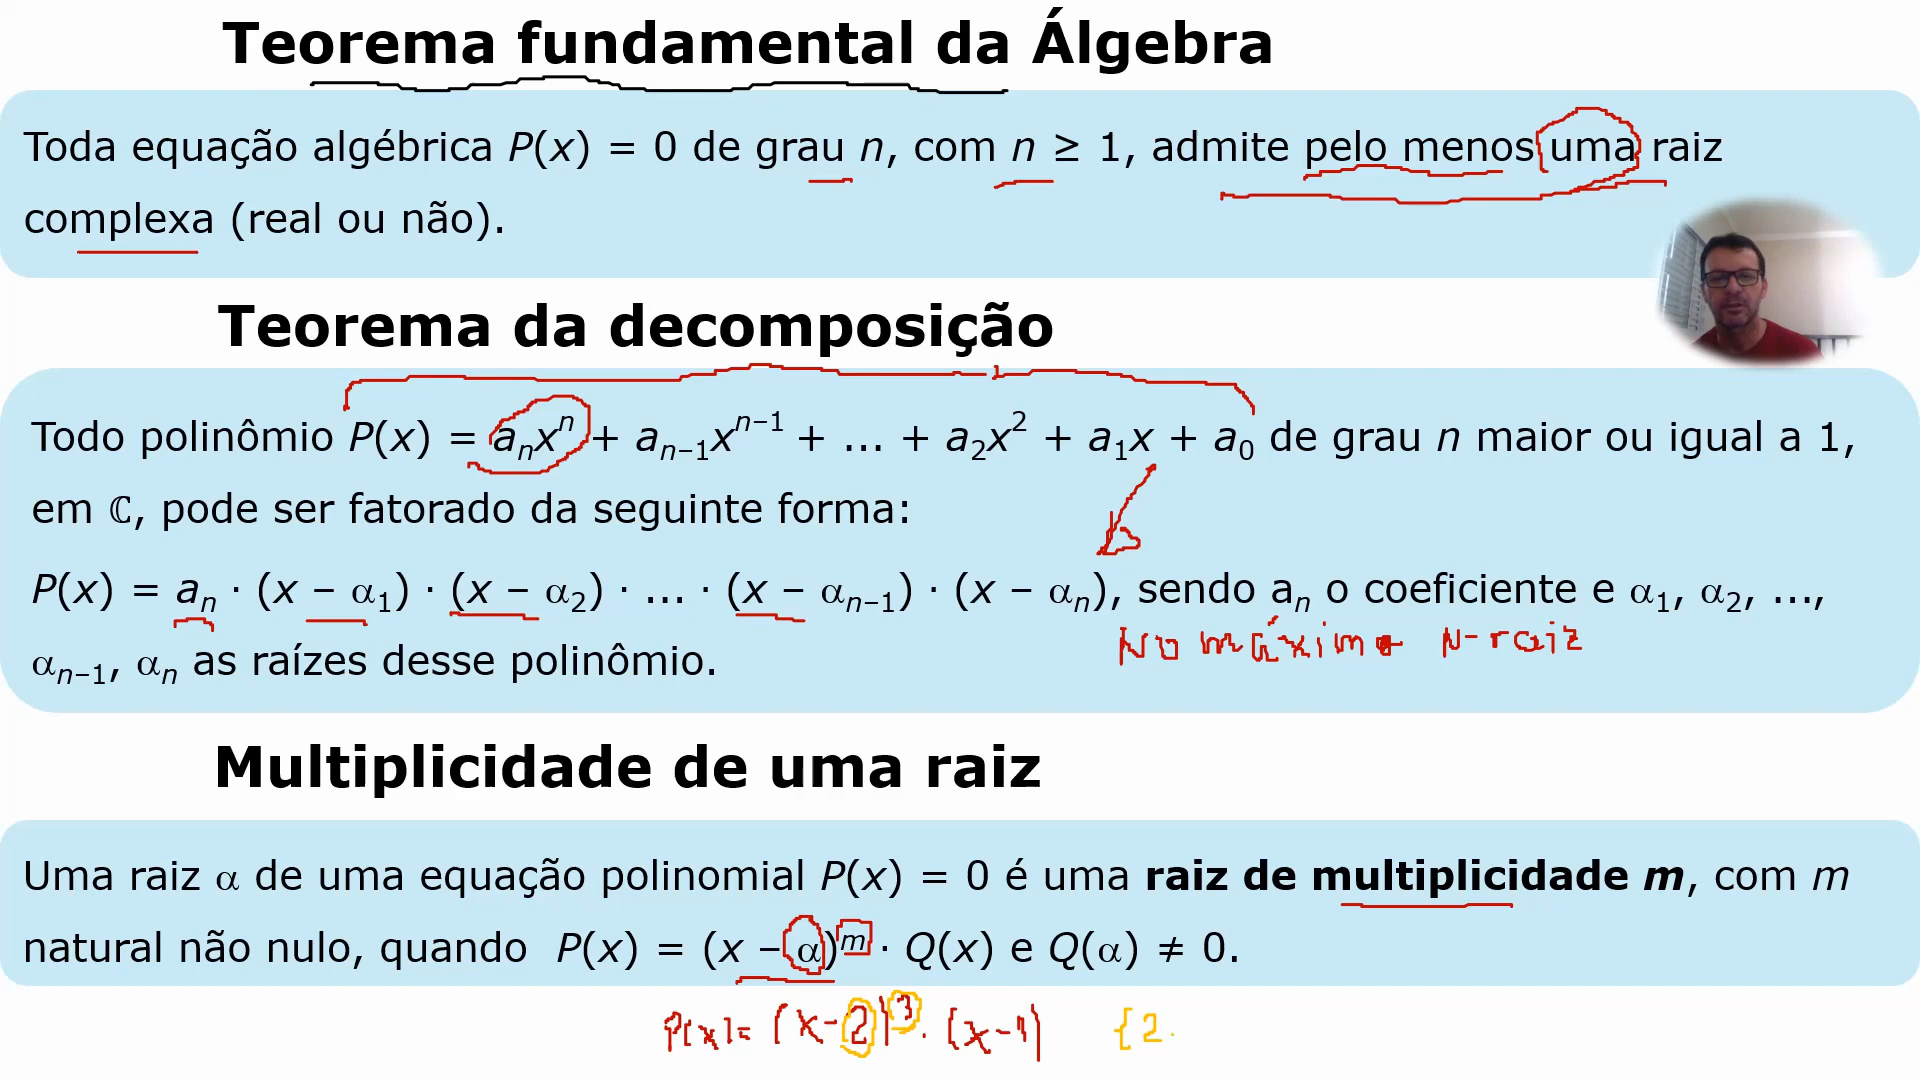 Teorema fundamental da Álgebra
Toda equação algébrica P(x) = 0 de grau n, com n ≥ 1, admite pelo menos uma raiz
complexa (real ou não).
Teorema da decomposição
Todo polinômio P(x) = aₙxⁿ + aₙ₋₁xⁿ⁻¹ + ... + a₂x² + a₁x + a₀ de grau n maior ou igual a 1,
em ℂ, pode ser fatorado da seguinte forma:
P(x) = aₙ · (x – α₁) · (x – α₂) · ... · (x – αₙ₋₁) · (x – αₙ), sendo aₙ o coeficiente e α₁, α₂, ...,
αₙ₋₁, αₙ as raízes desse polinômio.
No máximo N-raiz
Multiplicidade de uma raiz
Uma raiz α de uma equação polinomial P(x) = 0 é uma raiz de multiplicidade m, com m
natural não nulo, quando P(x) = (x – α)ᵐ · Q(x) e Q(α) ≠ 0.
P(x) = (x-2)³ . (x-1) {2.